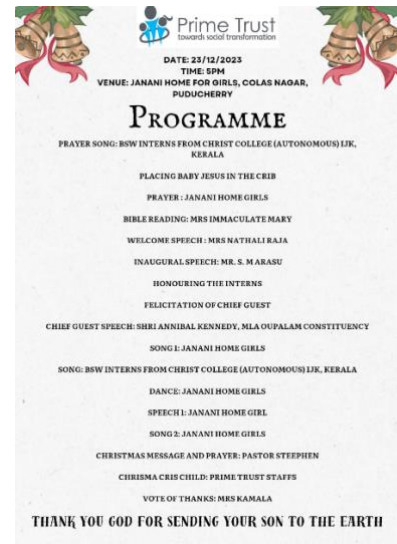 Prime Trust
towards social transformation
DATE: 23/12/2023
TIME: 5PM
VENUE: JANANI HOME FOR GIRLS, COLAS NAGAR,
PUDUCHERRY
PROGRAMME
PRAYER SONG: BSW INTERNS FROM CHRIST COLLEGE (AUTONOMOUS) IJK,
KERALA
PLACING BABY JESUS IN THE CRIB
PRAYER : JANANI HOME GIRLS
BIBLE READING: MRS IMMACULATE MARY
WELCOME SPEECH : MRS NATHALI RAJA
INAUGURAL SPEECH: MR. S. M ARASU
HONOURING THE INTERNS
FELICITATION OF CHIEF GUEST
CHIEF GUEST SPEECH: SHRI ANNIBAL KENNEDY, MLA OUPALAM CONSTITUENCY
SONG 1: JANANI HOME GIRLS
SONG: BSW INTERNS FROM CHRIST COLLEGE (AUTONOMOUS) IJK, KERALA
DANCE: JANANI HOME GIRLS
SPEECH 1: JANANI HOME GIRL
SONG 2: JANANI HOME GIRLS
CHRISTMAS MESSAGE AND PRAYER: PASTOR STEEPHEN
CHRISMA CRIS CHILD: PRIME TRUST STAFFS
VOTE OF THANKS: MRS KAMALA
THANK YOU GOD FOR SENDING YOUR SON TO THE EARTH